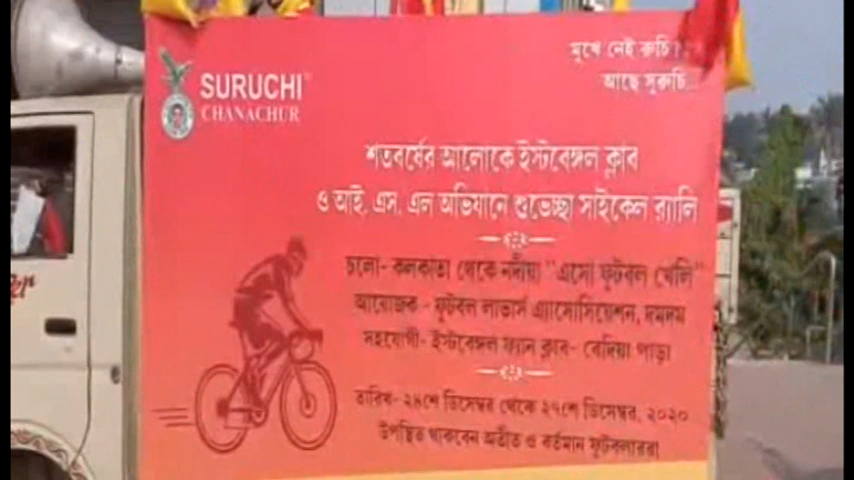 SURUCHI
CHANACHUR
মুখে নেই রুচি?
আছে সুরুচি...
শতবর্ষের আলোকে ইস্টবেঙ্গল ক্লাব
ও আই. এস. এল অভিযানে শুভেচ্ছা সাইকেল র‍্যালি
চলো- কলকাতা থেকে নদীয়া "এসো ফুটবল খেলি"
আয়োজক - ফুটবল লাভার্স এ্যাসোসিয়েশন, দমদম
সহযোগী- ইস্টবেঙ্গল ফ্যান ক্লাব- বেদিয়া পাড়া
তারিখ- ২৪শে ডিসেম্বর থেকে ২৭শে ডিসেম্বর, ২০২০
উপস্থিত থাকবেন অতীত ও বর্তমান ফুটবলাররা